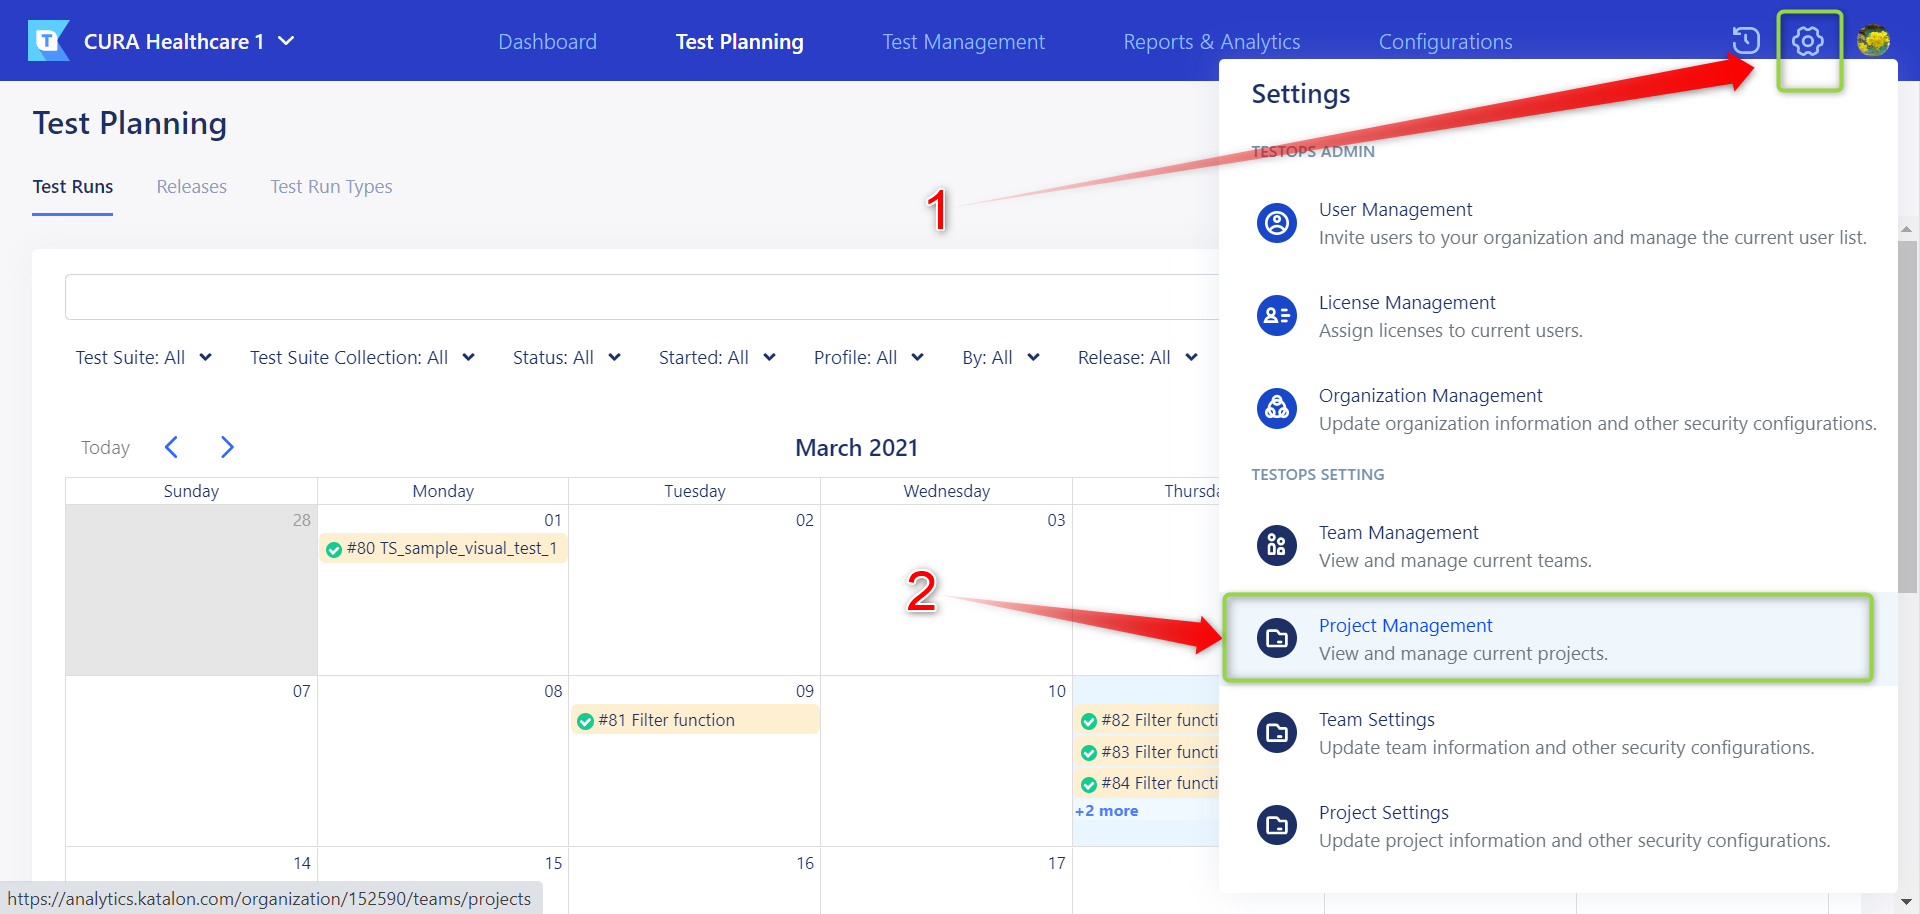 T
CURA Healthcare 1
Dashboard
Test Planning
Test Management
Reports & Analytics
Configurations
Test Planning
Test Runs
Releases
Test Run Types
1
Test Suite: All
Test Suite Collection: All
Status: All
Started: All
Profile: All
By: All
Release: All
Today
March 2021
Sunday
Monday
Tuesday
Wednesday
Thursda
28
01
02
03
#80 TS_sample_visual_test_1
2
07
08
09
10
#81 Filter function
#82 Filter functi
#83 Filter functi
#84 Filter functi
+2 more
14
15
16
17
https://analytics.katalon.com/organization/152590/teams/projects
Settings
TESTOPS ADMIN
User Management
Invite users to your organization and manage the current user list.
License Management
Assign licenses to current users.
Organization Management
Update organization information and other security configurations.
TESTOPS SETTING
Team Management
View and manage current teams.
Project Management
View and manage current projects.
Team Settings
Update team information and other security configurations.
Project Settings
Update project information and other security configurations.